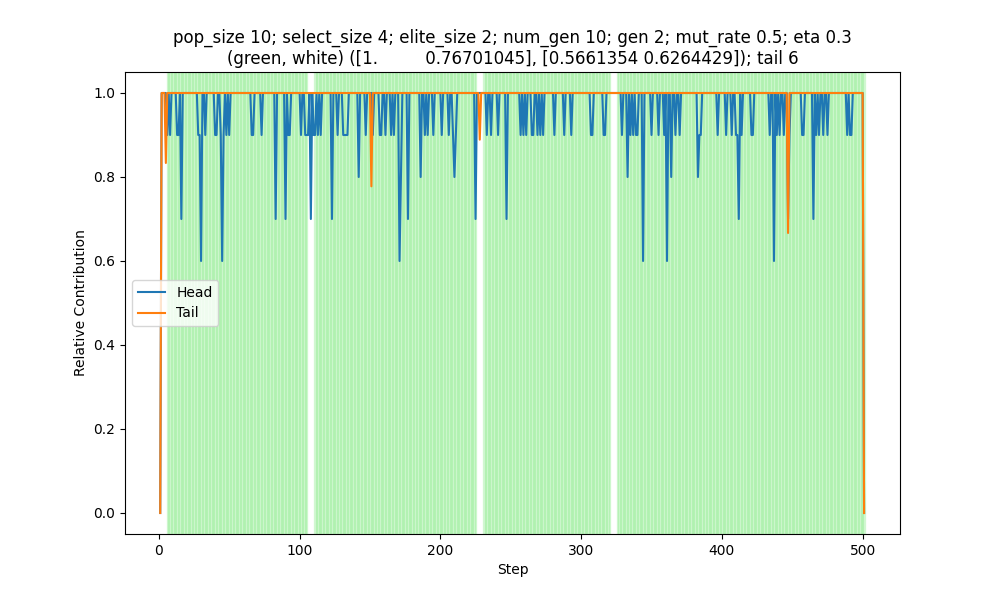 pop_size 10; select_size 4; elite_size 2; num_gen 10; gen 2; mut_rate 0.5; eta 0.3
(green, white) ([1.         0.76701045], [0.5661354 0.6264429]); tail 6
1.0
0.8
0.6
0.4
0.2
0.0
Relative Contribution
Head
Tail
0
100
200
300
400
500
Step